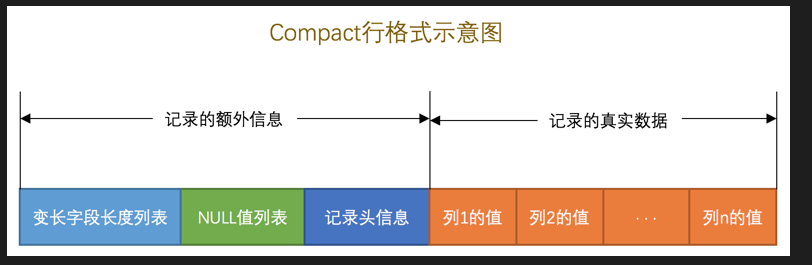 Compact行格式示意图
记录的额外信息
记录的真实数据
变长字段长度列表
NULL值列表
记录头信息
列1的值
列2的值
...
列n的值